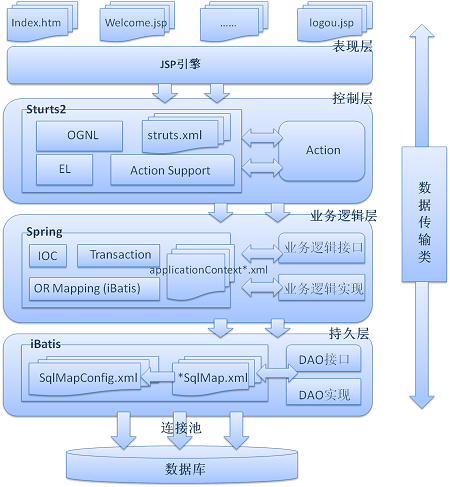 Index.htm
Welcome.jsp
......
logou.jsp
表现层
JSP引擎
控制层
Sturts2
OGNL
struts.xml
Action
EL
Action Support
业务逻辑层
Spring
IOC
Transaction
applicationContext*.xml
业务逻辑接口
OR Mapping (iBatis)
业务逻辑实现
持久层
iBatis
SqlMapConfig.xml
*SqlMap.xml
DAO接口
DAO实现
连接池
数据库
数据传输类